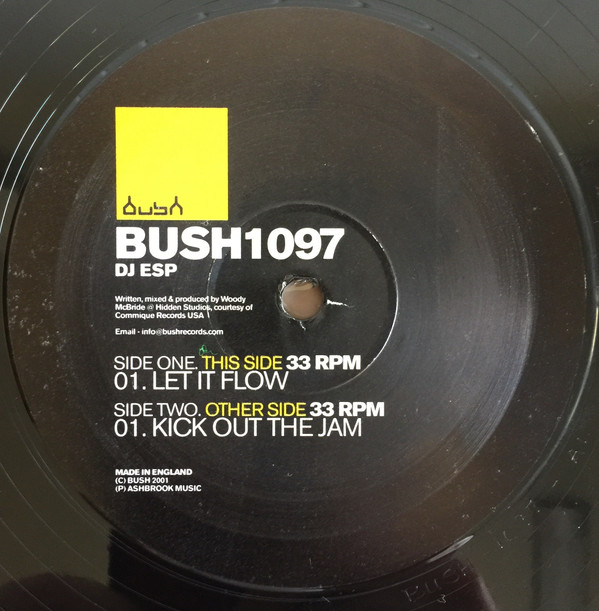 bush
BUSH1097
DJ ESP
Written, mixed & produced by Woody
McBride @ Hidden Studios, courtesy of
Commique Records USA
Email - info@bushrecords.com
SIDE ONE. THIS SIDE 33 RPM
01. LET IT FLOW
SIDE TWO. OTHER SIDE 33 RPM
01. KICK OUT THE JAM
MADE IN ENGLAND
(C) BUSH 2001
(P) ASHBROOK MUSIC